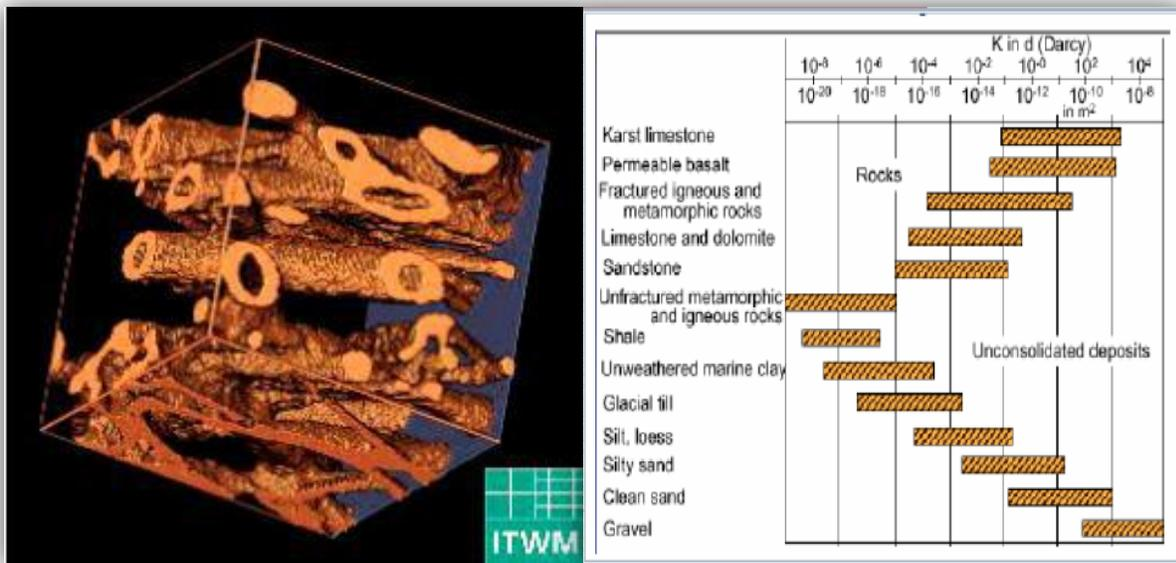 ITWM
K in d (Darcy)
10-8 10-6 10-4 10-2 10-0 102 104
10-20 10-18 10-16 10-14 10-12 10-10 10-8
in m2
Karst limestone
Permeable basalt
Rocks
Fractured igneous and
metamorphic rocks
Limestone and dolomite
Sandstone
Unfractured metamorphic
and igneous rocks
Shale
Unconsolidated deposits
Unweathered marine clay
Glacial till
Silt, loess
Silty sand
Clean sand
Gravel